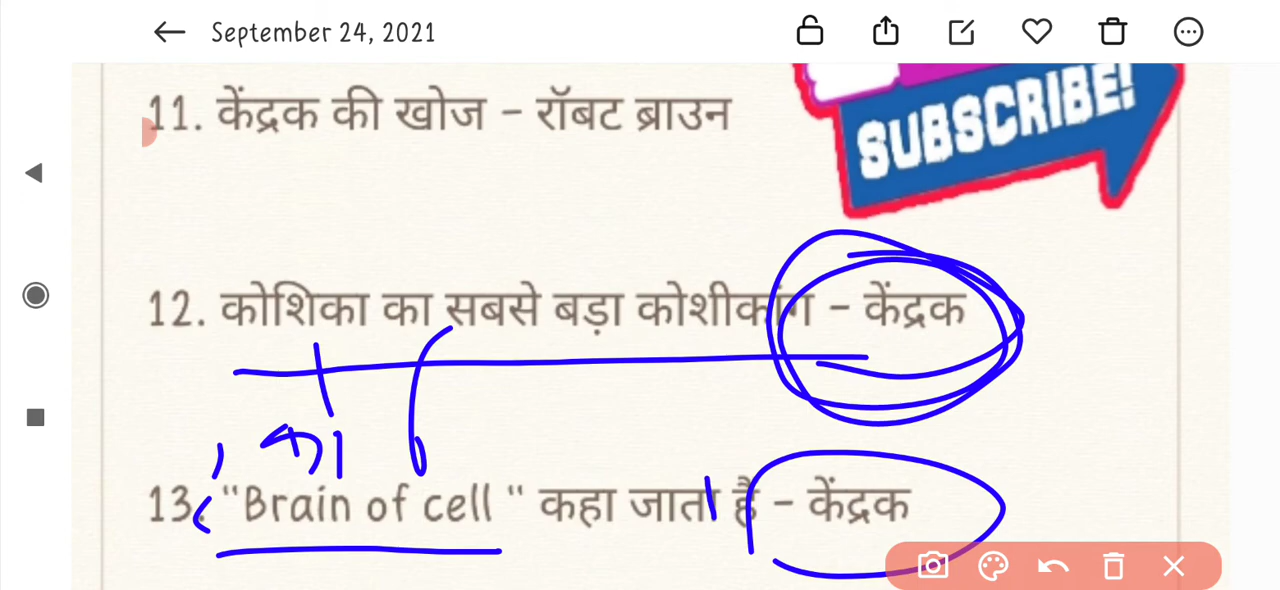 September 24, 2021
SUBSCRIBE!
11. केंद्रक की खोज - रॉबट ब्राउन
12. कोशिका का सबसे बड़ा कोशीकांग - केंद्रक
का
13. "Brain of cell " कहा जाता है - केंद्रक